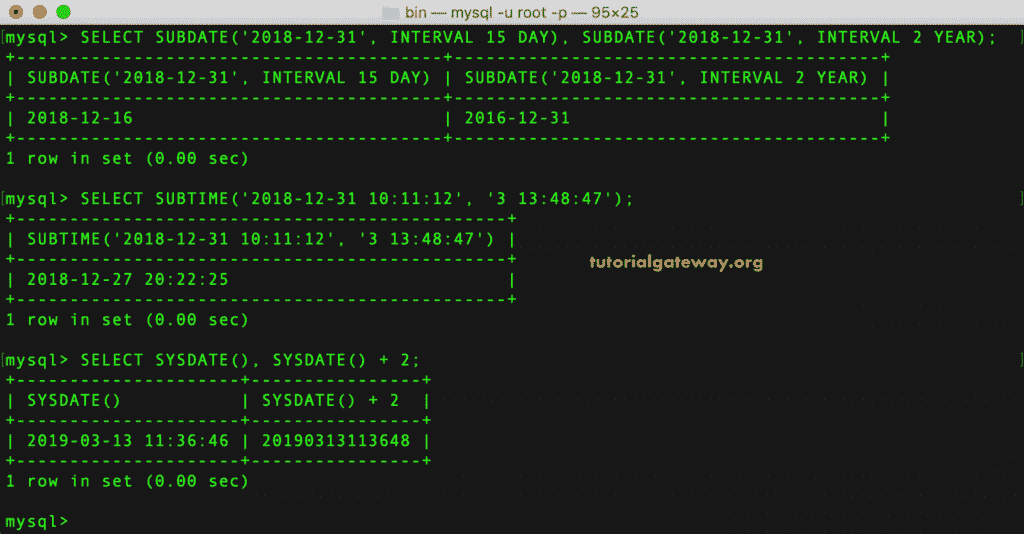 bin — mysql -u root -p — 95×25
[mysql> SELECT SUBDATE('2018-12-31', INTERVAL 15 DAY), SUBDATE('2018-12-31', INTERVAL 2 YEAR); ]
+-----------------------------------------+-----------------------------------------+
| SUBDATE('2018-12-31', INTERVAL 15 DAY) | SUBDATE('2018-12-31', INTERVAL 2 YEAR) |
+-----------------------------------------+-----------------------------------------+
| 2018-12-16 | 2016-12-31 |
+-----------------------------------------+-----------------------------------------+
1 row in set (0.00 sec)
[mysql> SELECT SUBTIME('2018-12-31 10:11:12', '3 13:48:47'); ]
+-----------------------------------------------+
| SUBTIME('2018-12-31 10:11:12', '3 13:48:47') |
+-----------------------------------------------+
tutorialgateway.org
| 2018-12-27 20:22:25 |
+-----------------------------------------------+
1 row in set (0.00 sec)
[mysql> SELECT SYSDATE(), SYSDATE() + 2; ]
+---------------------+----------------+
| SYSDATE() | SYSDATE() + 2 |
+---------------------+----------------+
| 2019-03-13 11:36:46 | 20190313113648 |
+---------------------+----------------+
1 row in set (0.00 sec)
mysql>